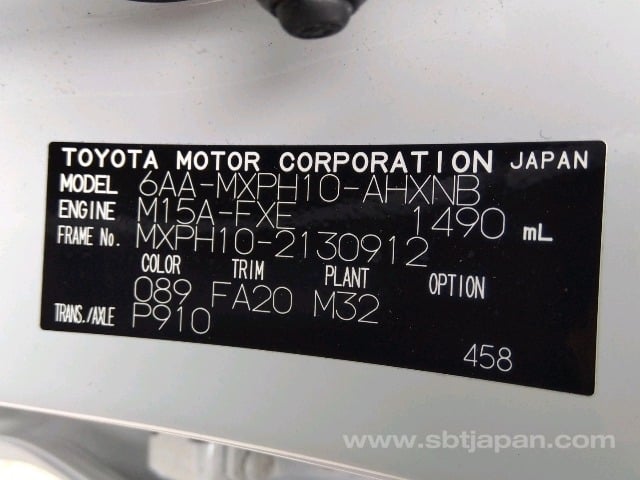 TOYOTA MOTOR CORPORATION JAPAN
MODEL 6AA-MXPH10-AHXNB
ENGINE M15A-FXE 1490 mL
FRAME No. MXPH10-2130912
COLOR TRIM PLANT OPTION
089 FA20 M32
TRANS./AXLE P910
458
www.sbtjapan.com